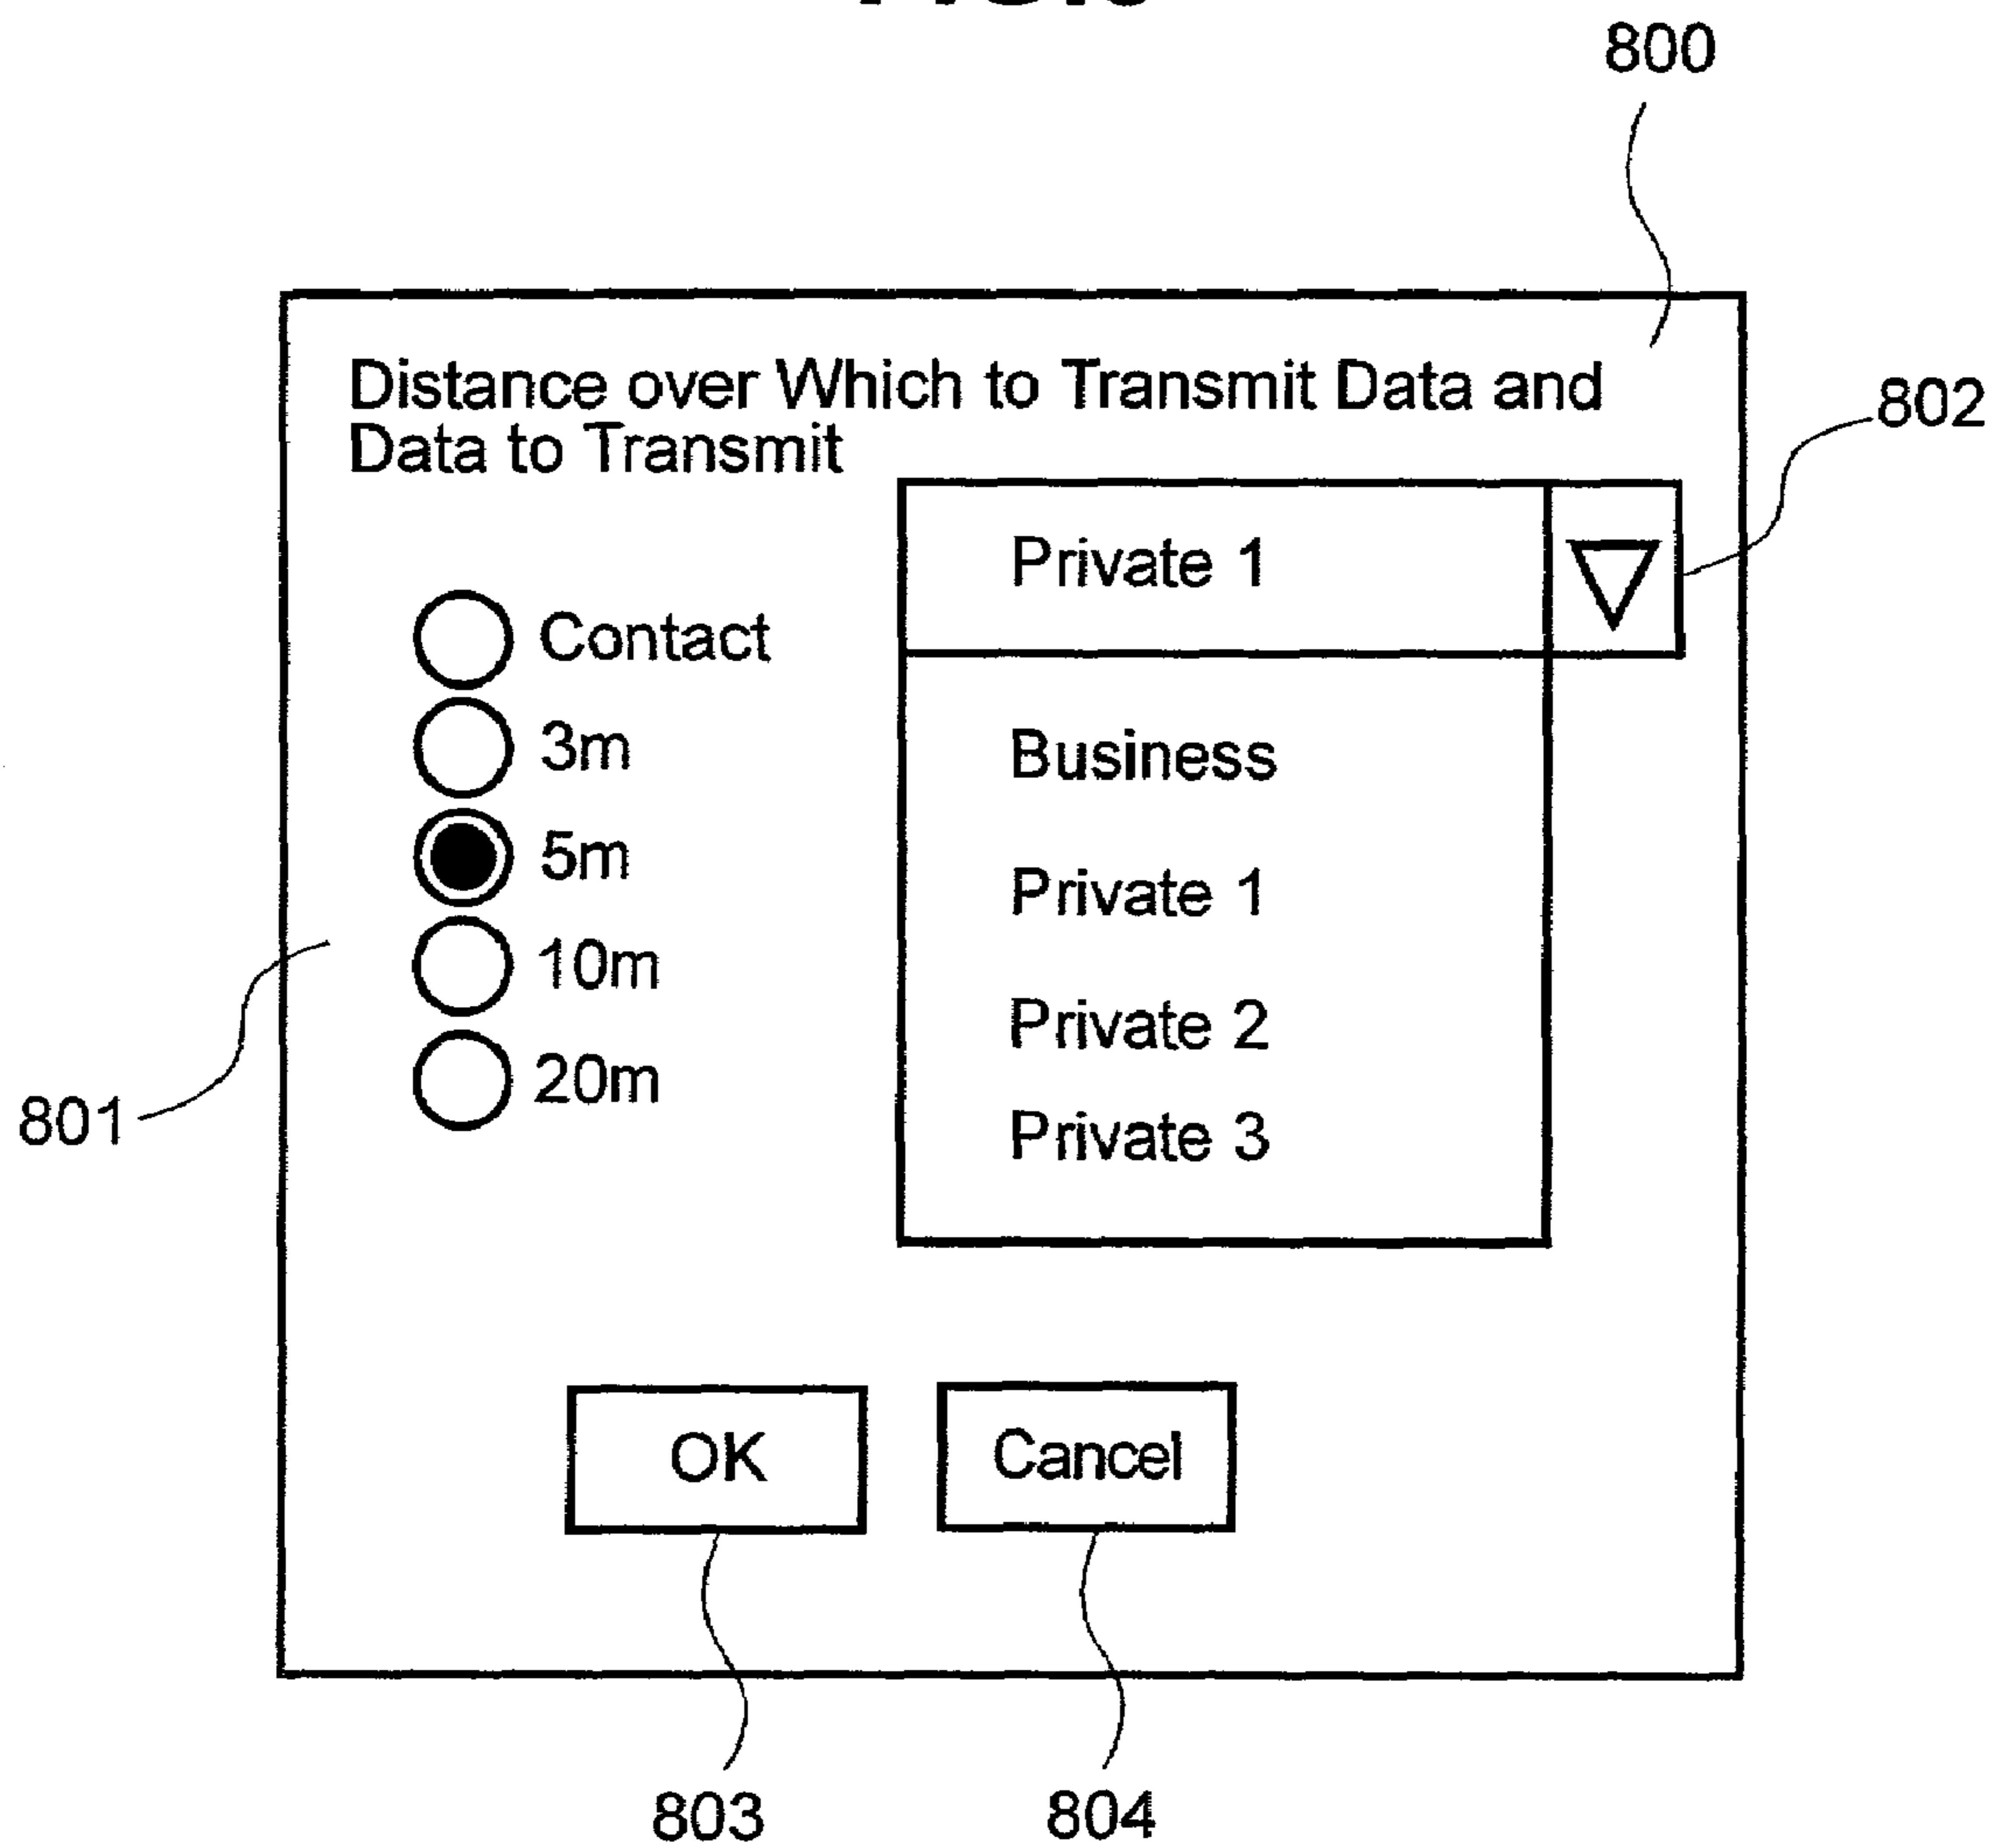 800
Distance over Which to Transmit Data and
Data to Transmit
802
Private 1
Contact
3m
5m
10m
20m
Business
Private 1
Private 2
Private 3
801
OK
Cancel
803
804